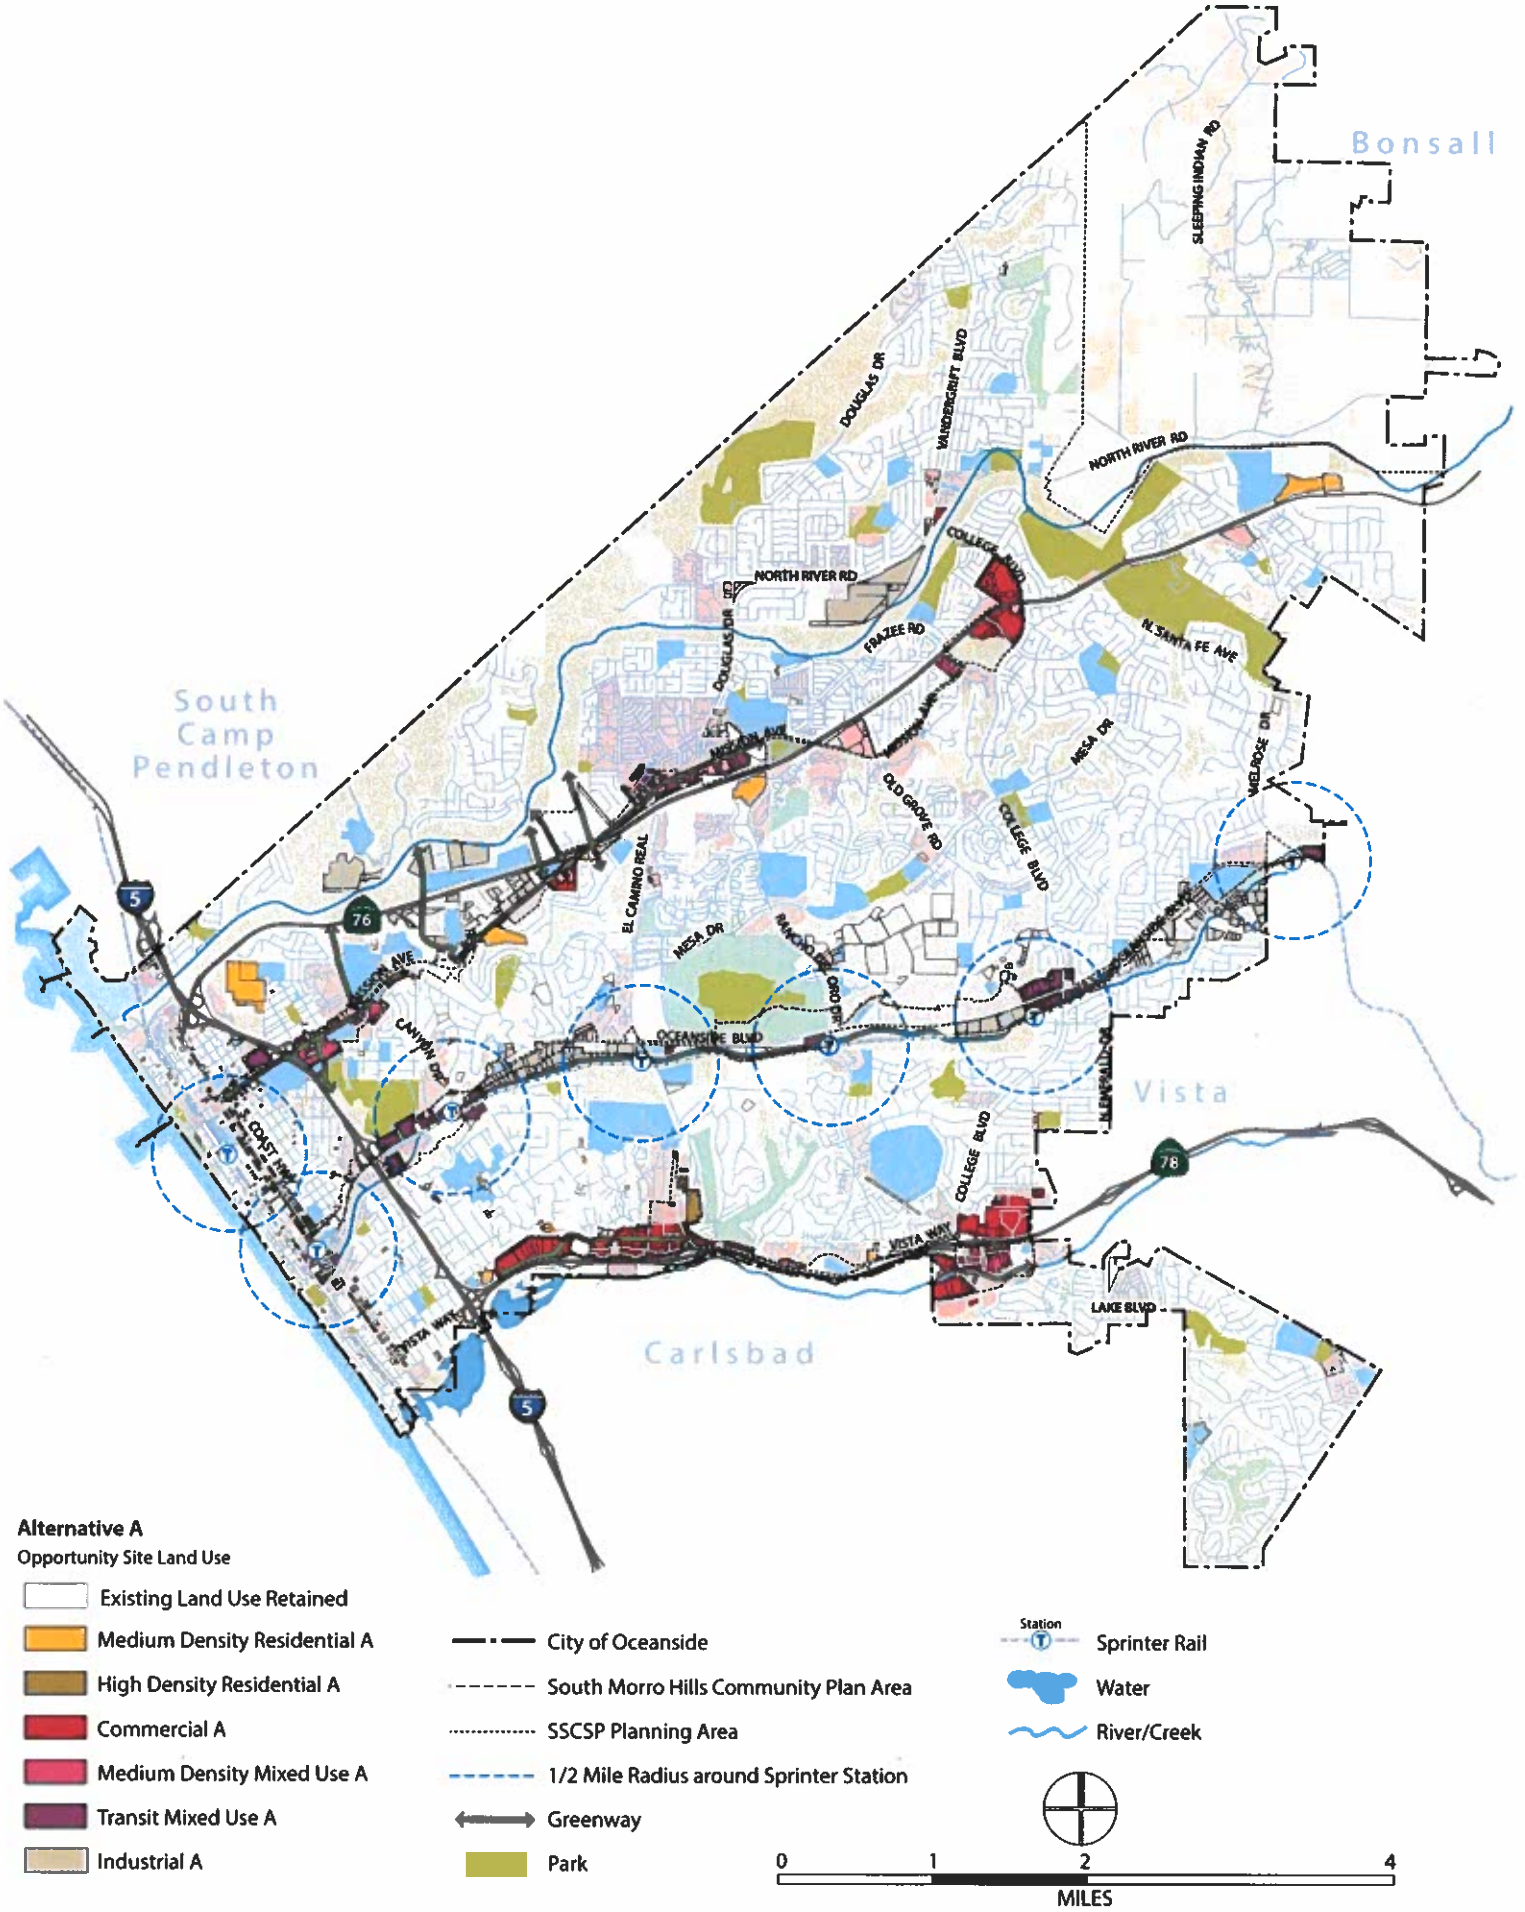 Bonsall
SLEEPING INDIAN RD
DOUGLAS DR
VANDERGRIFT BLVD
NORTH RIVER RD
COLLEGE BLVD
NORTH RIVER RD
DOUGLAS DR
FRAZEE RD
N. SANTA FE AVE
South
Camp
Pendleton
MISSION AVE
MISSION AVE
MESA DR
MELROSE DR
OLD GROVE RD
COLLEGE BLVD
EL CAMINO REAL
5
76
MESA DR
RANCHO DEL ORO DR
OCEANSIDE BLVD
MISSION AVE
CANYON DR
OCEANSIDE BLVD
T
T
T
T
T
T
T
COAST HWY
Vista
78
COLLEGE BLVD
VISTA WAY
VISTA WAY
LAKE BLVD
Carlsbad
5
Alternative A
Opportunity Site Land Use
Existing Land Use Retained
Medium Density Residential A
High Density Residential A
Commercial A
Medium Density Mixed Use A
Transit Mixed Use A
Industrial A
City of Oceanside
South Morro Hills Community Plan Area
SSCSP Planning Area
1/2 Mile Radius around Sprinter Station
Greenway
Park
Station
T
Sprinter Rail
Water
River/Creek
0 1 2 4
MILES